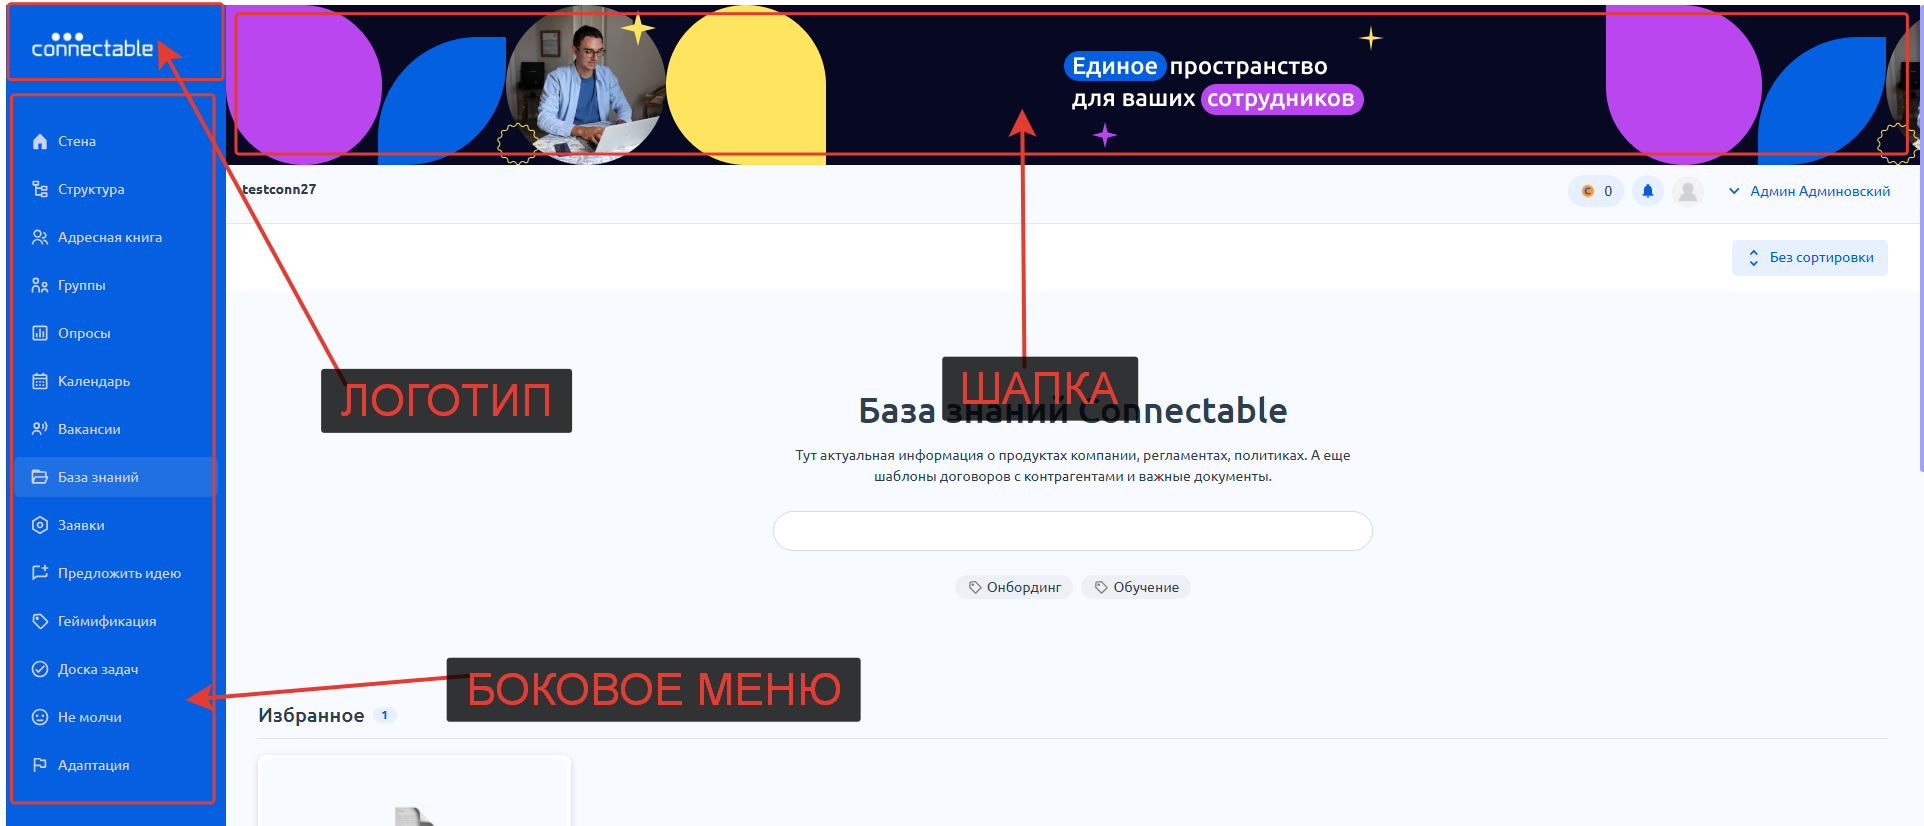 connectable
Единое пространство
для ваших сотрудников
Стена
Структура
Адресная книга
Группы
Опросы
Календарь
Вакансии
База знаний
Заявки
Предложить идею
Геймификация
Доска задач
Не молчи
Адаптация
testconn27
C 0
Админ Админовский
Без сортировки
ЛОГОТИП
ШАПКА
База знаний Connectable
Тут актуальная информация о продуктах компании, регламентах, политиках. А еще
шаблоны договоров с контрагентами и важные документы.
Онбординг
Обучение
БОКОВОЕ МЕНЮ
Избранное 1